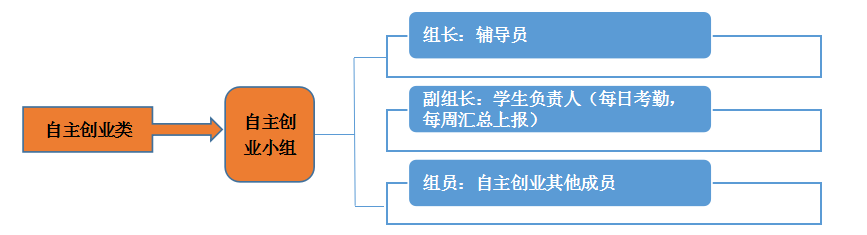 自主创业类
自主创
业小组
组长：辅导员
副组长：学生负责人（每日考勤，
每周汇总上报）
组员：自主创业其他成员